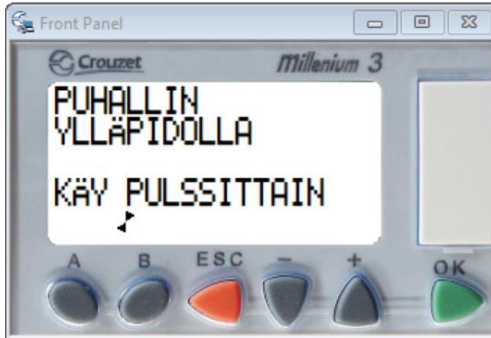 Front Panel
Crouzet
Millenium 3
PUHALLIN
YLLÄPIDOLLA
KÄY PULSSITTAIN
A B ESC - + OK